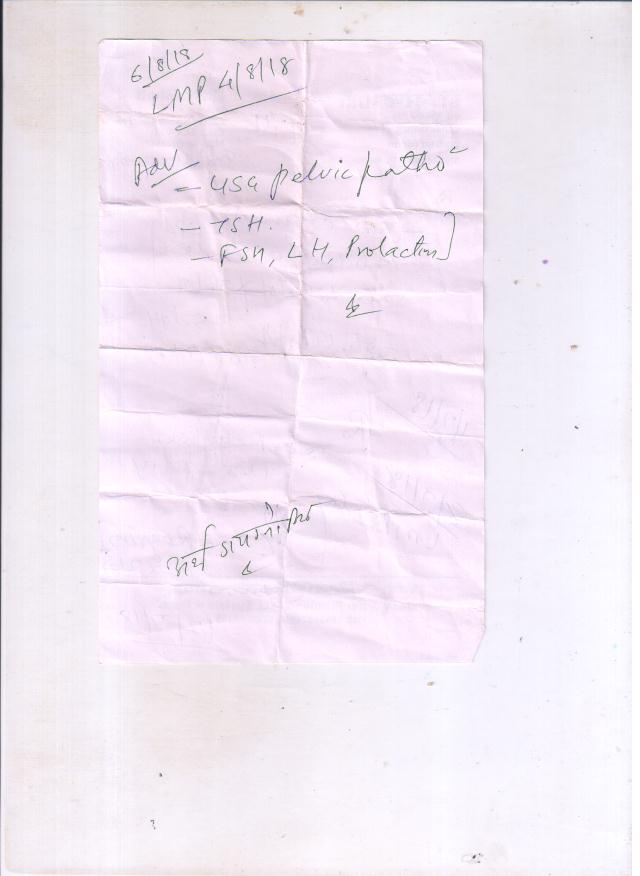 6/8/18
LMP 4/8/18
Adv
- USG pelvic patho
- TSH.
- FSH, LH, Prolactin]